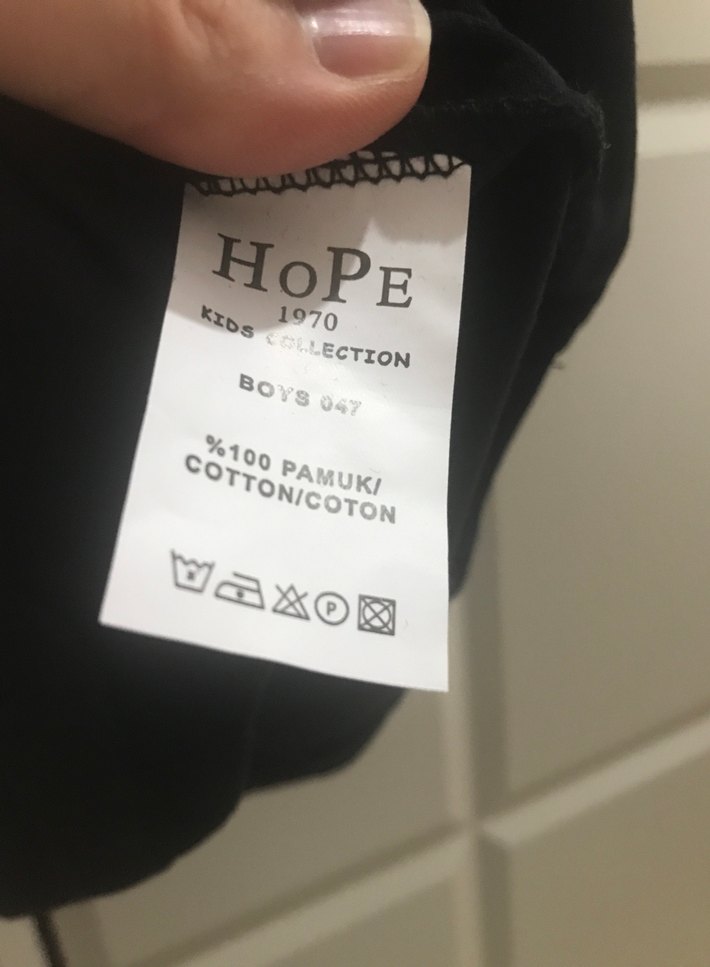 HoPE
1970
KIDS COLLECTION
BOYS 047
%100 PAMUK/
COTTON/COTON
P